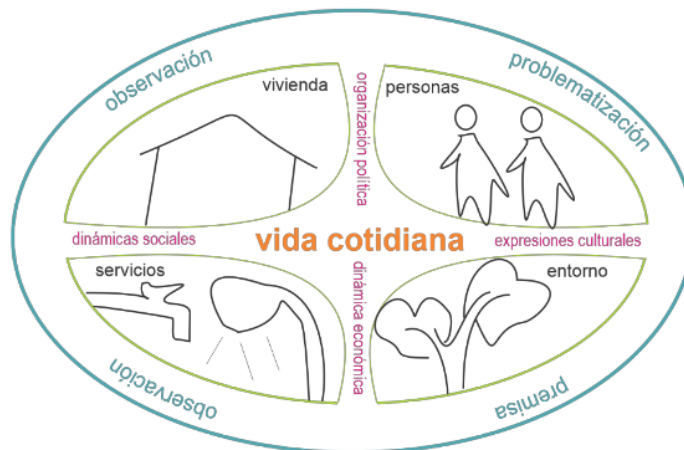 observación
problematización
vivienda
organización política
personas
dinámicas sociales
vida cotidiana
expresiones culturales
servicios
dinámica económica
entorno
observación
premisa